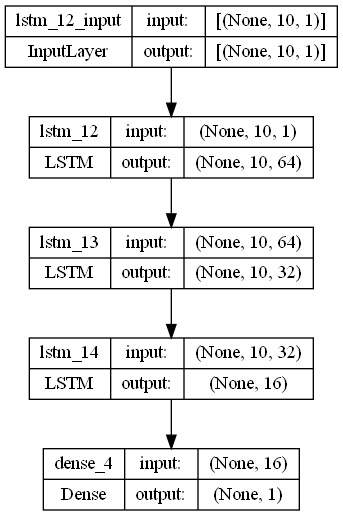 lstm_12_input input: [(None, 10, 1)]
InputLayer output: [(None, 10, 1)]
lstm_12 input: (None, 10, 1)
LSTM output: (None, 10, 64)
lstm_13 input: (None, 10, 64)
LSTM output: (None, 10, 32)
lstm_14 input: (None, 10, 32)
LSTM output: (None, 16)
dense_4 input: (None, 16)
Dense output: (None, 1)